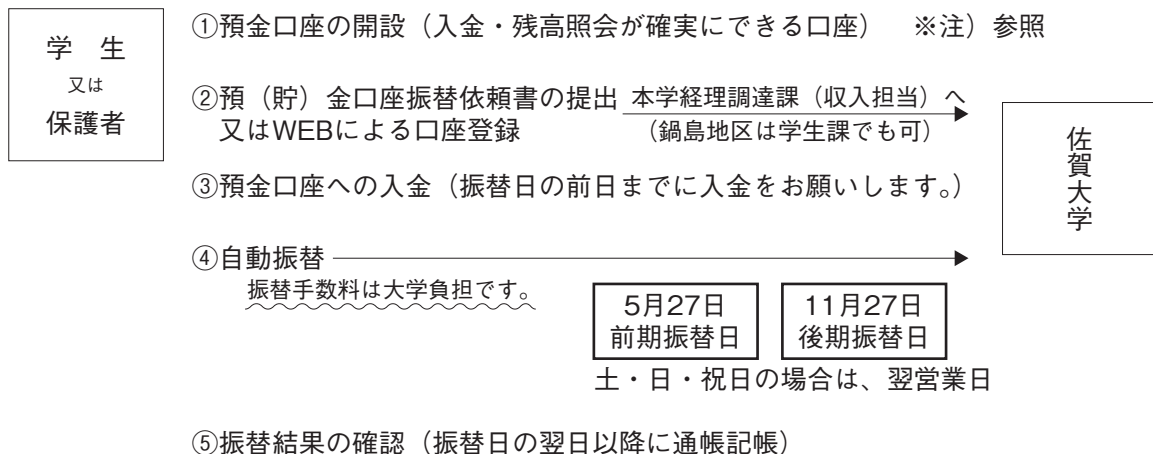 学 生
又は
保護者
①預金口座の開設（入金・残高照会が確実にできる口座） ※注）参照
②預（貯）金口座振替依頼書の提出 本学経理調達課（収入担当）へ
又はWEBによる口座登録 （鍋島地区は学生課でも可）
佐賀大学
③預金口座への入金（振替日の前日までに入金をお願いします。）
④自動振替
振替手数料は大学負担です。
5月27日
前期振替日
11月27日
後期振替日
土・日・祝日の場合は、翌営業日
⑤振替結果の確認（振替日の翌日以降に通帳記帳）